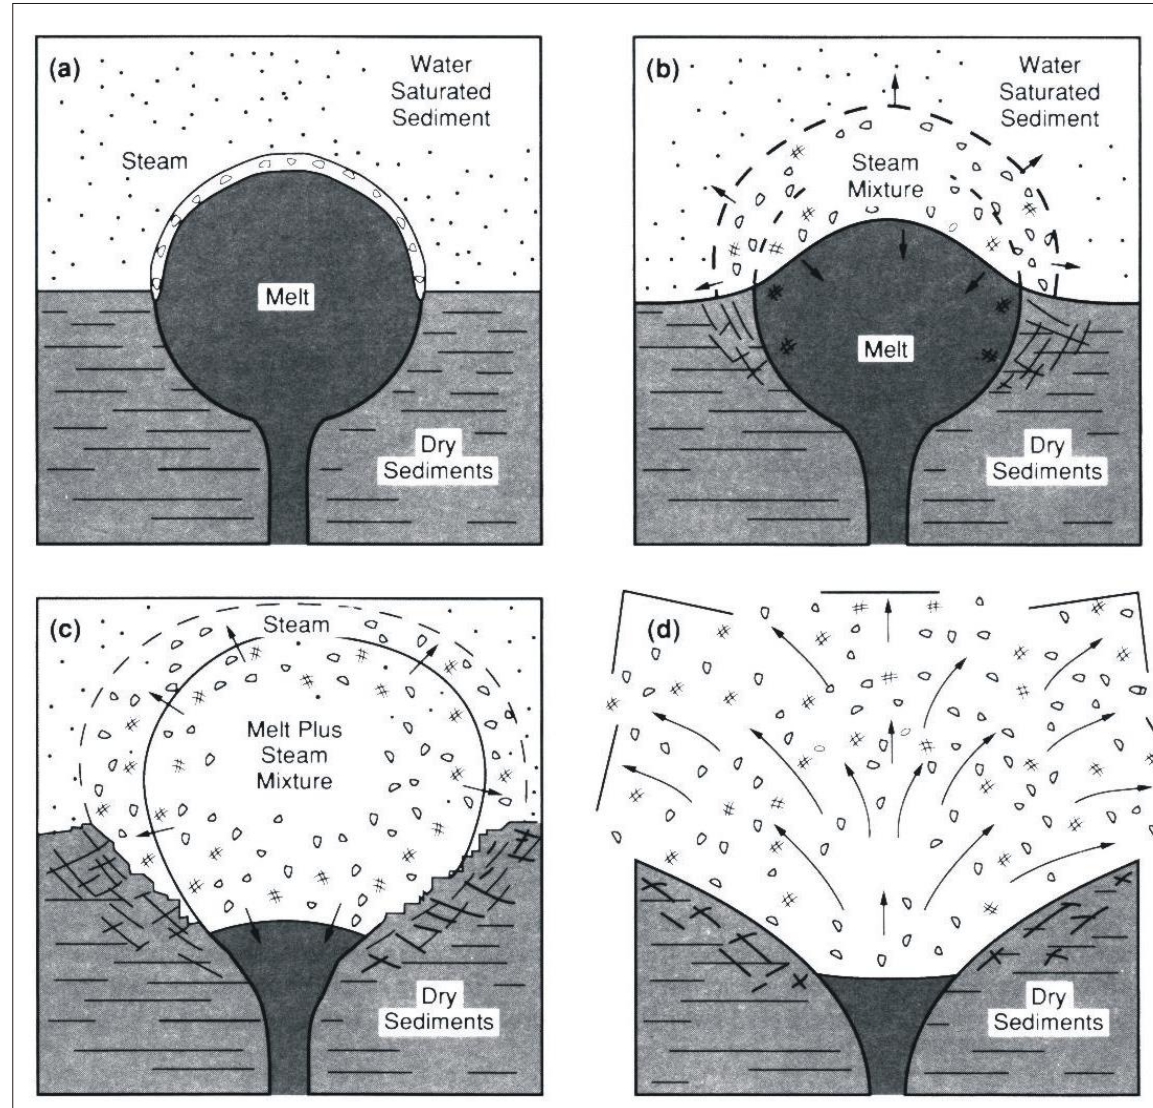 (a)
Water
Saturated
Sediment
Steam
Melt
Dry
Sediments
(b)
Water
Saturated
Sediment
Steam
Mixture
Melt
Dry
Sediments
(c)
Steam
Melt Plus
Steam
Mixture
Dry
Sediments
(d)
Dry
Sediments